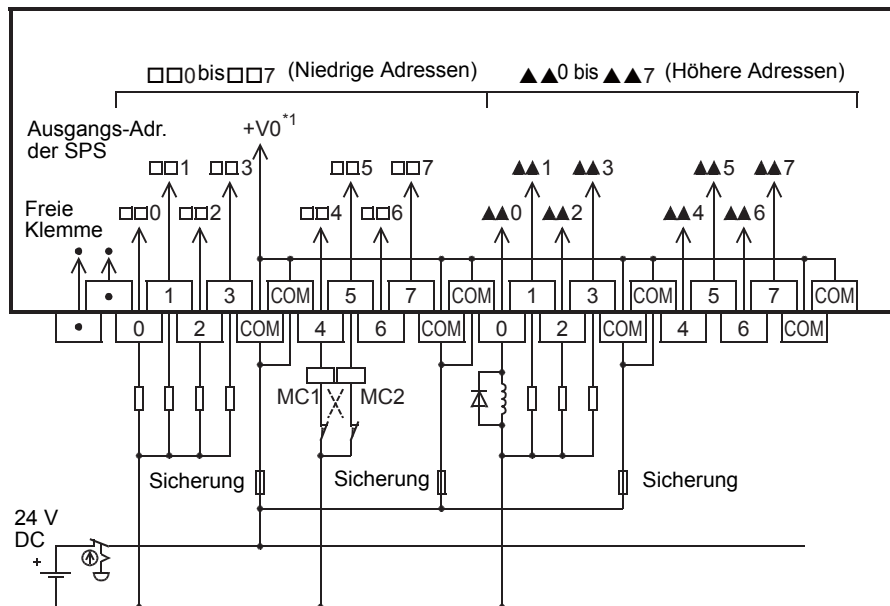 □□0 bis □□7 (Niedrige Adressen) ▲▲0 bis ▲▲7 (Höhere Adressen)
Ausgangs-Adr.
der SPS
+V0*1
□□1 □□3 □□5 □□7 ▲▲1 ▲▲3 ▲▲5 ▲▲7
Freie
Klemme
□□0 □□2 □□4 □□6 ▲▲0 ▲▲2 ▲▲4 ▲▲6
• 1 3 COM 5 7 COM 1 3 COM 5 7 COM
• 0 2 COM 4 6 COM 0 2 COM 4 6 COM
MC1 MC2
Sicherung Sicherung Sicherung
24 V
DC
+